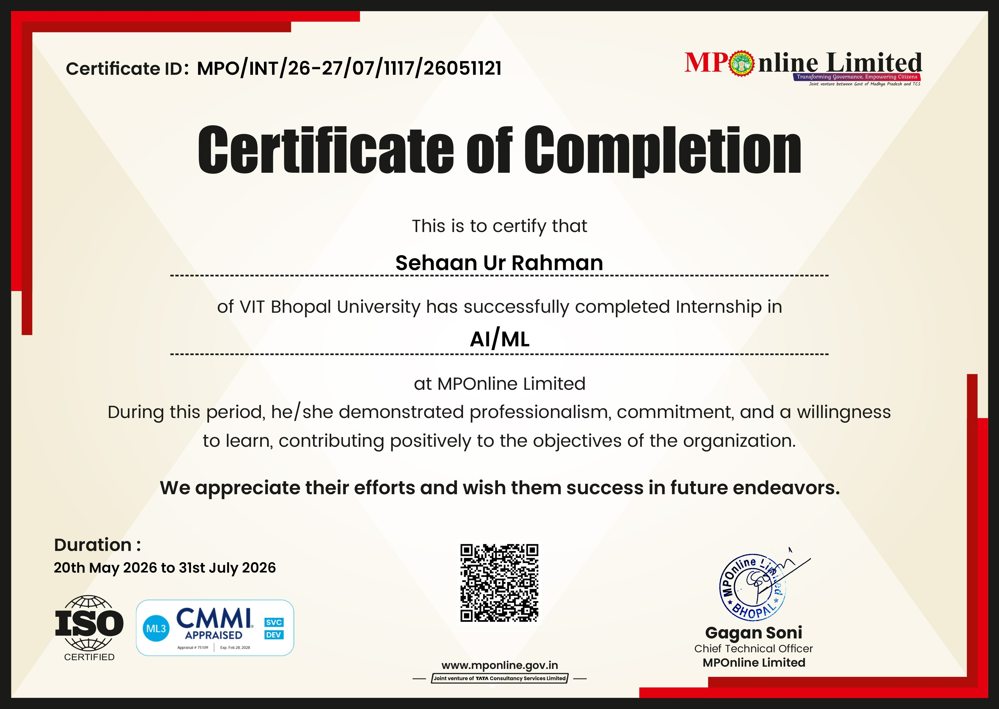 Certificate ID: MPO/INT/26-27/07/1117/26051121
MPOnline Limited
Transforming Governance, Empowering Citizens
Joint venture between Govt of Madhya Pradesh and TCS
Certificate of Completion
This is to certify that
Sehaan Ur Rahman
of VIT Bhopal University has successfully completed Internship in
AI/ML
at MPOnline Limited
During this period, he/she demonstrated professionalism, commitment, and a willingness
to learn, contributing positively to the objectives of the organization.
We appreciate their efforts and wish them success in future endeavors.
Duration :
20th May 2026 to 31st July 2026
ISO
CERTIFIED
ML3
CMMI®
APPRAISED
SVC
DEV
Appraisal # 75109 | Exp. Feb 28, 2028
www.mponline.gov.in
Joint venture of TATA Consultancy Services Limited
MPOnline Limited
BHOPAL
Gagan Soni
Chief Technical Officer
MPOnline Limited